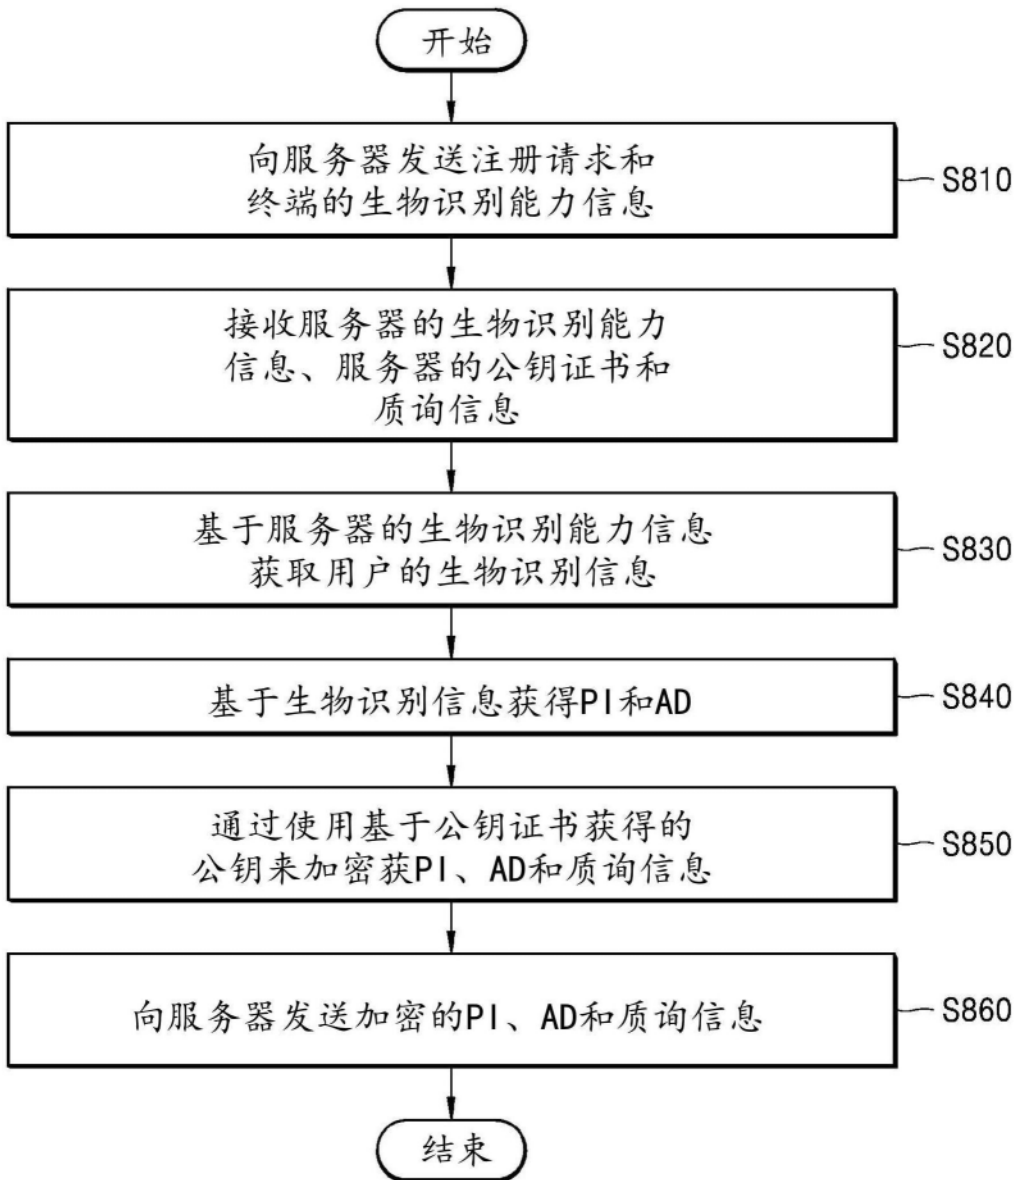 开始
向服务器发送注册请求和
终端的生物识别能力信息
S810
接收服务器的生物识别能力
信息、服务器的公钥证书和
质询信息
S820
基于服务器的生物识别能力信息
获取用户的生物识别信息
S830
基于生物识别信息获得PI和AD
S840
通过使用基于公钥证书获得的
公钥来加密获PI、AD和质询信息
S850
向服务器发送加密的PI、AD和质询信息
S860
结束